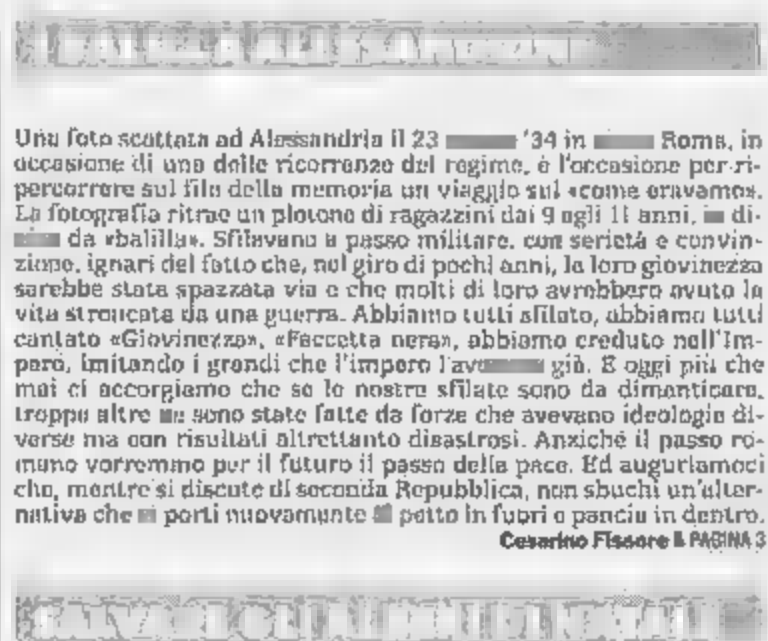 Una foto scattata ad Alessandria il 23 '34 in Roma, in
occasione di una delle ricorrenze del regime, è l'occasione per ri-
percorrere sul filo della memoria un viaggio sul «come eravamo».
La fotografia ritrae un plotone di ragazzini dai 9 agli 11 anni, in di-
da «balilla». Sfilavano a passo militare, con serietà e convin-
zione, ignari del fatto che, nel giro di pochi anni, la loro giovinezza
sarebbe stata spazzata via e che molti di loro avrebbero avuto la
vita stroncata da una guerra. Abbiamo tutti sfilato, abbiamo tutti
cantato «Giovinezza», «Faccetta nera», abbiamo creduto nell'Im-
pero, imitando i grandi che l'impero già. E oggi più che
mai ci accorgiamo che se le nostre sfilate sono da dimenticare,
troppe altre sono state fatte da forze che avevano ideologie di-
verse ma con risultati altrettanto disastrosi. Anziché il passo ro-
mano vorremmo per il futuro il passo della pace. Ed auguriamoci
che, mentre si discute di seconda Repubblica, non sbuchi un'alter-
nativa che porti nuovamente petto in fuori e pancia in dentro.
Cesarino Fissore A PAGINA 3